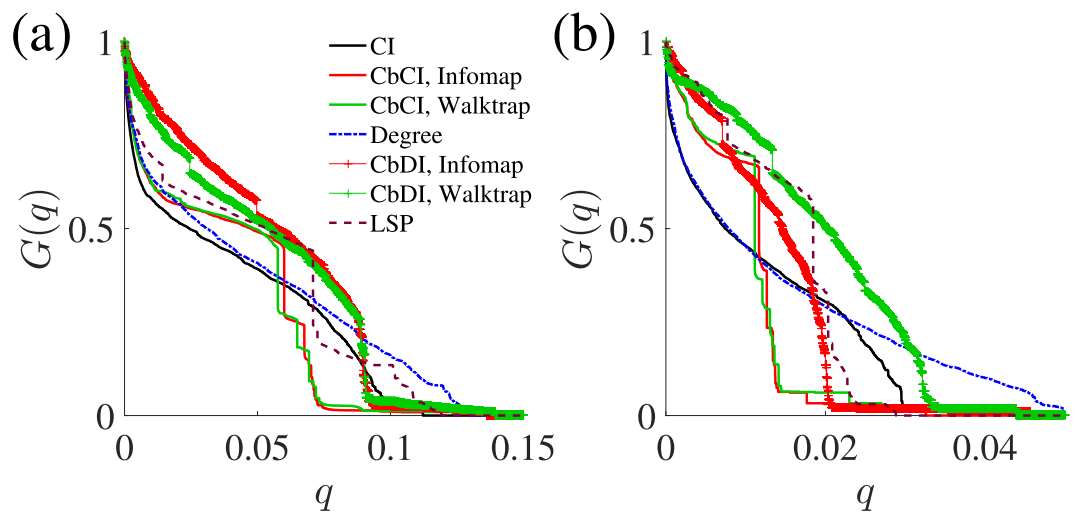 (a)
1
0.5
0
G(q)
CI
CbCI, Infomap
CbCI, Walktrap
Degree
CbDI, Infomap
CbDI, Walktrap
LSP
0 0.05 0.1 0.15
q
(b)
1
0.5
0
G(q)
0 0.02 0.04
q